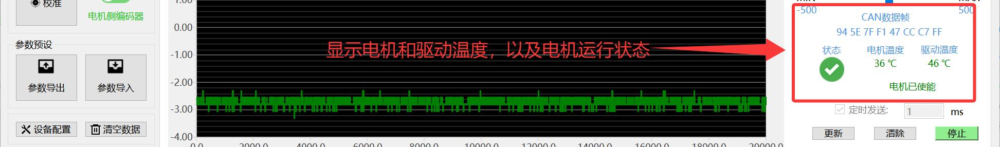 校准
电机侧编码器
参数预设
参数导出
参数导入
设备配置
清空数据
1.00
0.00
-1.00
-2.00
-3.00
-4.00
0.0 2000.0 4000.0 6000.0 8000.0 10000.0 12000.0 14000.0 16000.0 18000.0 20000.0
显示电机和驱动温度，以及电机运行状态
MIN MAX
-500 500
CAN数据帧
94 5E 7F F1 47 CC C7 FF
状态 电机温度 驱动温度
36 ℃ 46 ℃
电机已使能
定时发送: 1 ms
更新 清除 停止